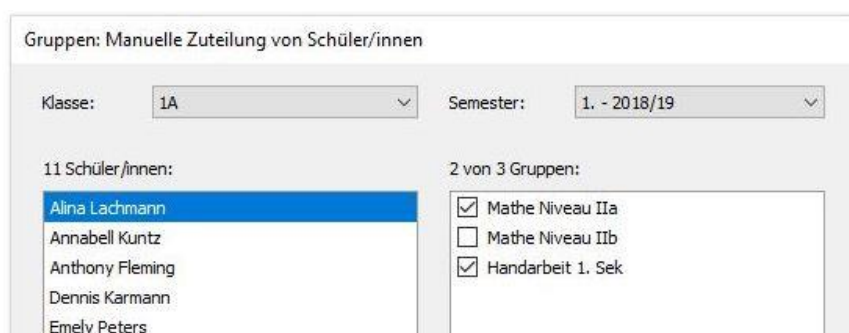 Gruppen: Manuelle Zuteilung von Schüler/innen
Klasse: 1A Semester: 1. - 2018/19
11 Schüler/innen: 2 von 3 Gruppen:
Alina Lachmann
Annabell Kuntz
Anthony Fleming
Dennis Karmann
Emely Peters
Mathe Niveau IIa
Mathe Niveau IIb
Handarbeit 1. Sek